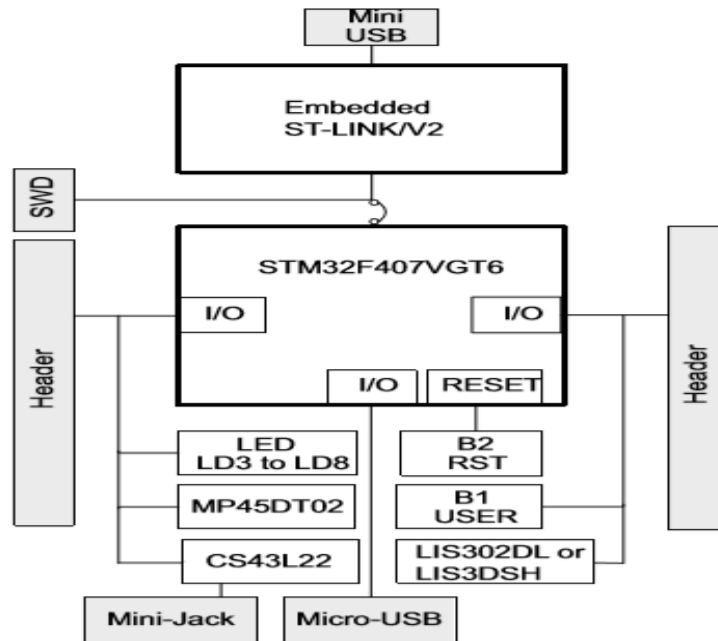 Mini
USB
Embedded
ST-LINK/V2
SWD
STM32F407VGT6
I/O
I/O
Header
Header
I/O
RESET
LED
LD3 to LD8
B2
RST
MP45DT02
B1
USER
CS43L22
LIS302DL or
LIS3DSH
Mini-Jack
Micro-USB